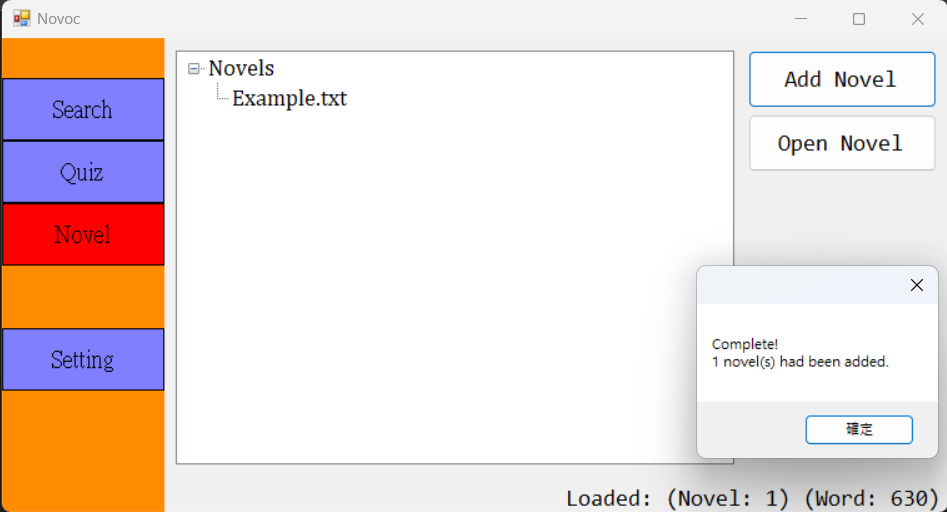 Novoc
Search
Quiz
Novel
Setting
Novels
Example.txt
Add Novel
Open Novel
Complete!
1 novel(s) had been added.
確定
Loaded: (Novel: 1) (Word: 630)